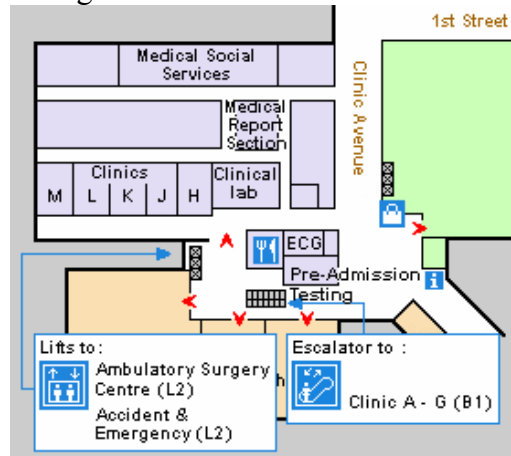 1st Street
Medical Social
Services
Clinic Avenue
Medical
Report
Section
Clinics
Clinical
lab
M L K J H
ECG
Pre-Admission
Testing
Lifts to:
Ambulatory Surgery
Centre (L2)
Accident &
Emergency (L2)
Escalator to :
Clinic A - G (B1)